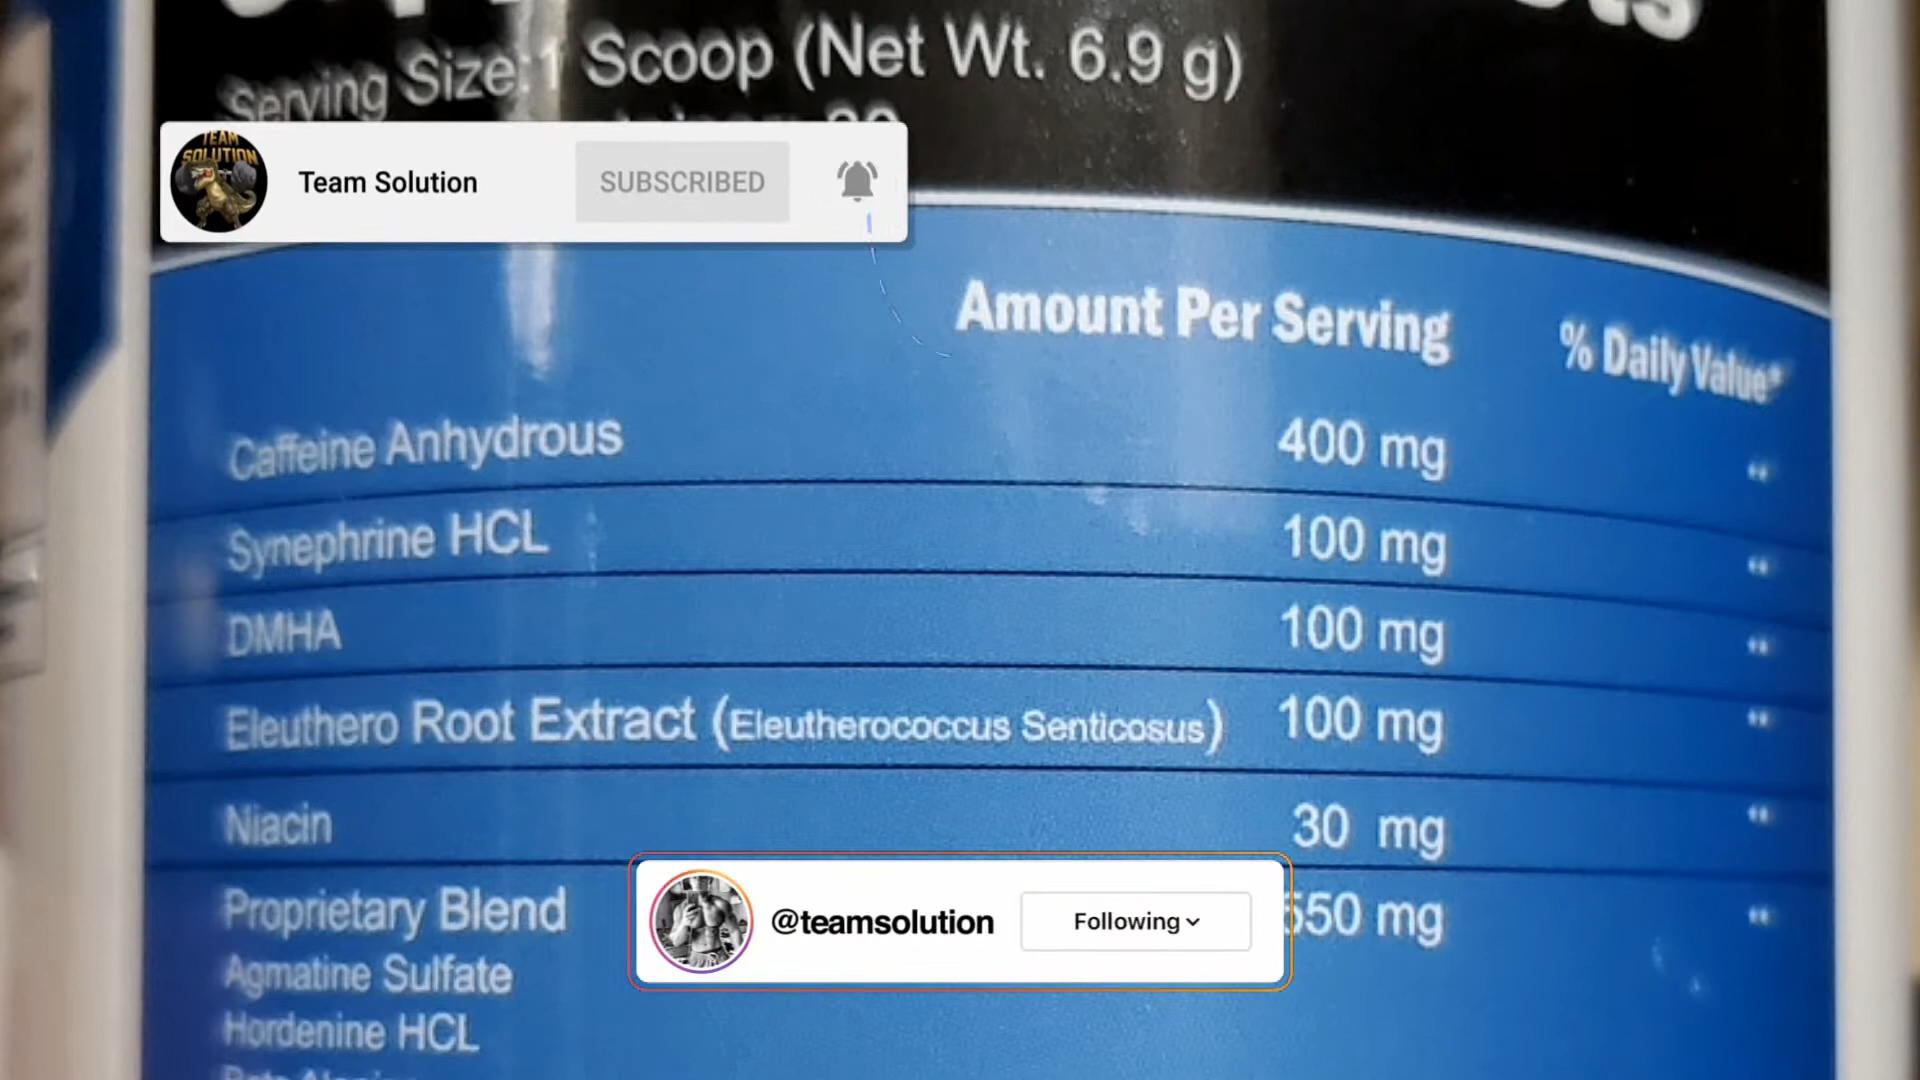 Serving Size: 1 Scoop (Net Wt. 6.9 g)
TEAM
SOLUTION
Team Solution
SUBSCRIBED
Amount Per Serving
% Daily Value*
Caffeine Anhydrous 400 mg **
Synephrine HCL 100 mg **
DMHA 100 mg **
Eleuthero Root Extract (Eleutherococcus Senticosus) 100 mg **
Niacin 30 mg **
Proprietary Blend 550 mg **
@teamsolution
Following
Agmatine Sulfate
Hordenine HCL